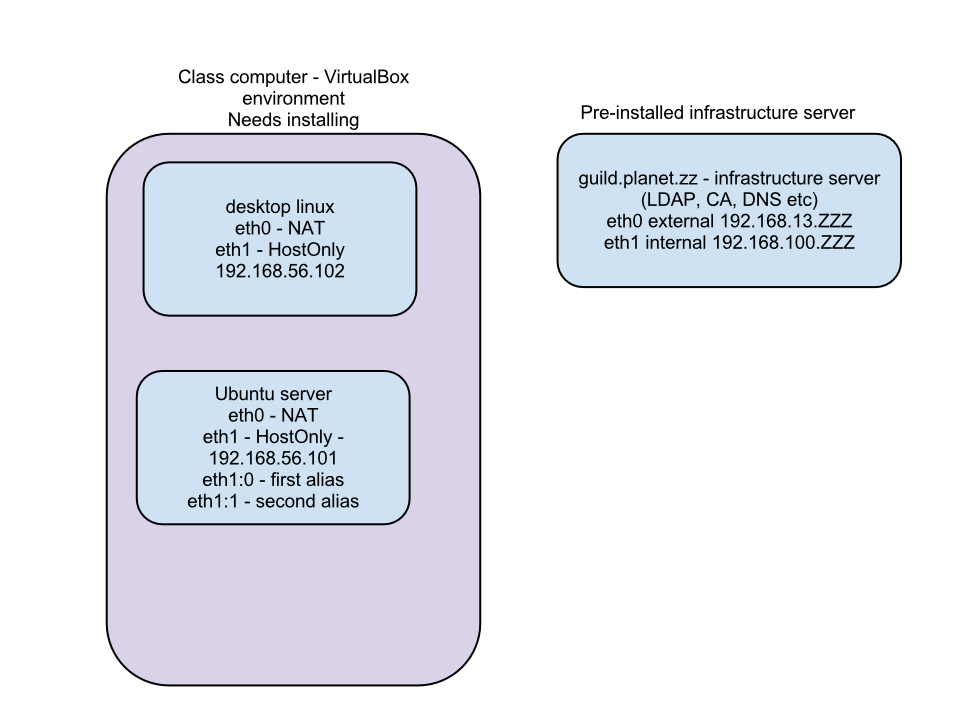 Class computer - VirtualBox
environment
Needs installing
Pre-installed infrastructure server
desktop linux
eth0 - NAT
eth1 - HostOnly
192.168.56.102
guild.planet.zz - infrastructure server
(LDAP, CA, DNS etc)
eth0 external 192.168.13.ZZZ
eth1 internal 192.168.100.ZZZ
Ubuntu server
eth0 - NAT
eth1 - HostOnly -
192.168.56.101
eth1:0 - first alias
eth1:1 - second alias